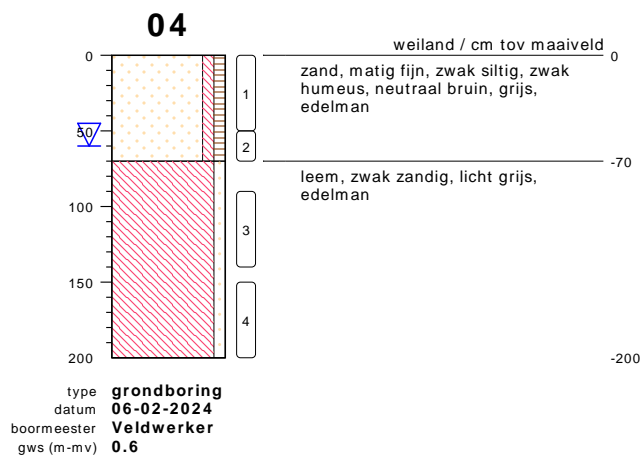 04
weiland / cm tov maaiveld
0
0
zand, matig fijn, zwak siltig, zwak
humeus, neutraal bruin, grijs,
edelman
1
50
2
-70
leem, zwak zandig, licht grijs,
edelman
100
3
150
4
200
-200
type grondboring
datum 06-02-2024
boormeester Veldwerker
gws (m-mv) 0.6